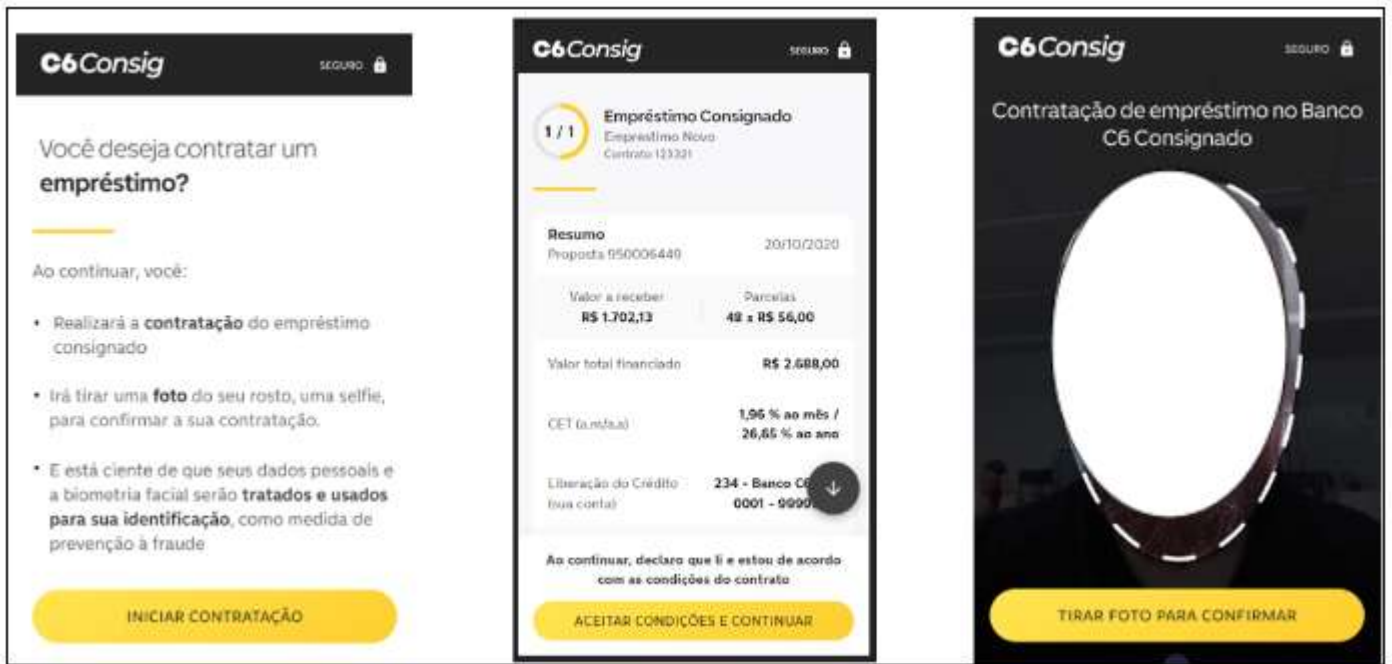 C6Consig SEGURO
Você deseja contratar um
empréstimo?
Ao continuar, você:
• Realizará a contratação do empréstimo
consignado
• Irá tirar uma foto do seu rosto, uma selfie,
para confirmar a sua contratação.
• E está ciente de que seus dados pessoais e
a biometria facial serão tratados e usados
para sua identificação, como medida de
prevenção à fraude
INICIAR CONTRATAÇÃO
C6Consig SEGURO
1 / 1
Empréstimo Consignado
Empréstimo Novo
Contrato 123321
Resumo
Proposta 950006449
20/10/2020
Valor a receber
R$ 1.702,13
Parcelas
48 x R$ 56,00
Valor total financiado R$ 2.688,00
CET (a.m/a.a) 1,96 % ao mês /
26,65 % ao ano
Liberação do Crédito 234 - Banco
(sua conta) 0001 -
Ao continuar, declaro que li e estou de acordo
com as condições do contrato
ACEITAR CONDIÇÕES E CONTINUAR
C6Consig SEGURO
Contratação de empréstimo no Banco
C6 Consignado
TIRAR FOTO PARA CONFIRMAR